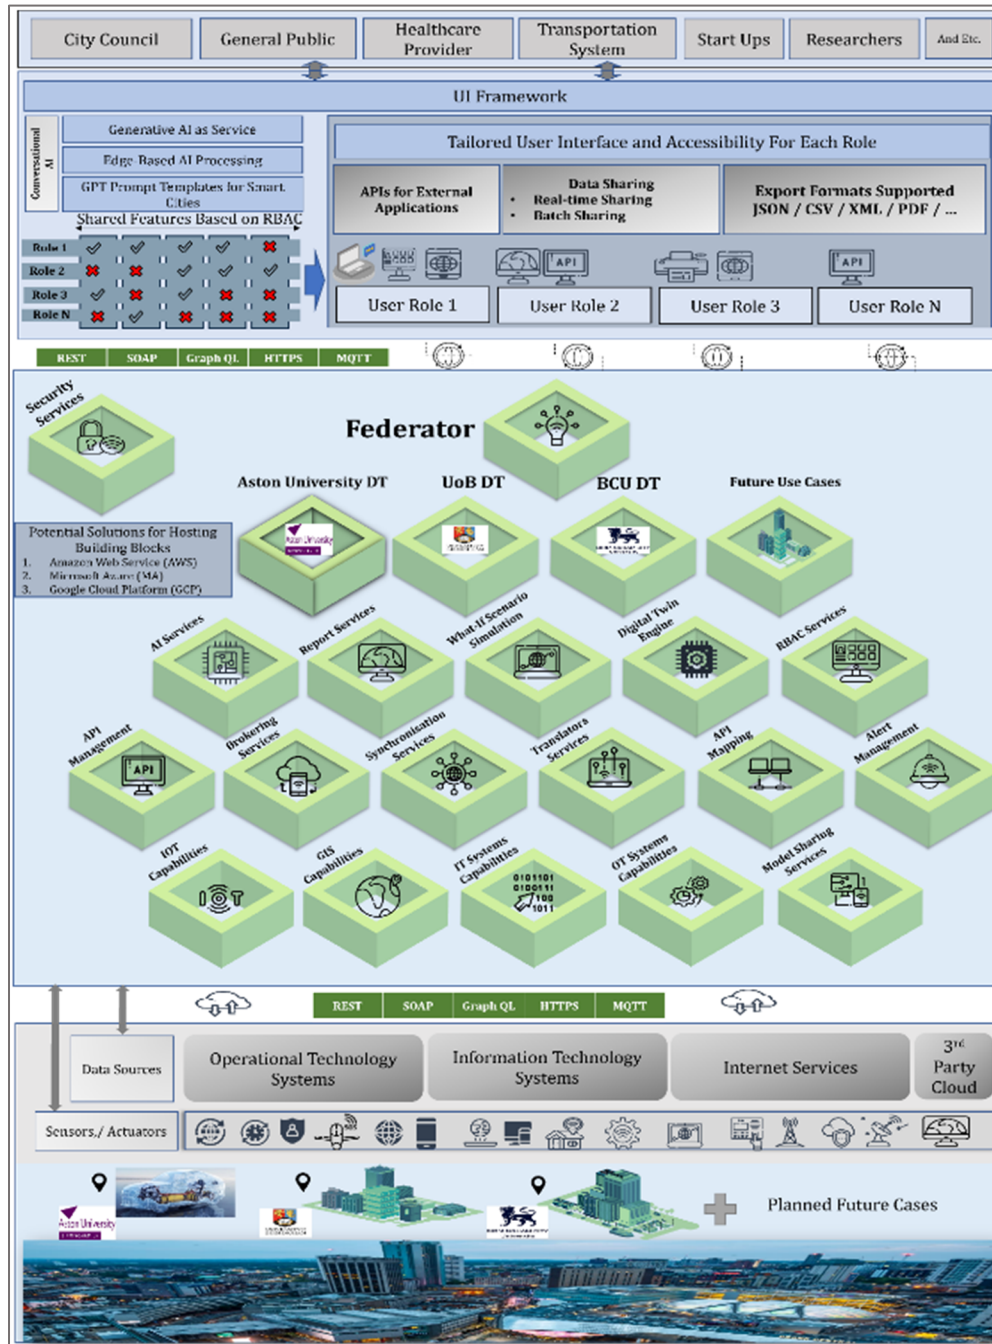 City Council
General Public
Healthcare
Provider
Transportation
System
Start Ups
Researchers
And Etc.
UI Framework
Conversational
AI
Generative AI as Service
Edge-Based AI Processing
GPT Prompt Templates for Smart
Cities
Shared Features Based on RBAC
Role 1
Role 2
Role 3
Role N
Tailored User Interface and Accessibility For Each Role
APIs for External
Applications
Data Sharing
• Real-time Sharing
• Batch Sharing
Export Formats Supported
JSON / CSV / XML / PDF / ...
API
API
User Role 1
User Role 2
User Role 3
User Role N
REST
SOAP
Graph QL
HTTPS
MQTT
Security
Services
Federator
Aston University DT
UoB DT
BCU DT
Future Use Cases
Aston University
Potential Solutions for Hosting
Building Blocks
1. Amazon Web Service (AWS)
2. Microsoft Azure (MA)
3. Google Cloud Platform (GCP)
AI Services
Report Services
What-If Scenario
Simulation
Digital Twin
Engine
RBAC Services
API
Management
API
Brokering
Services
Synchronisation
Services
Translators
Services
API
Mapping
Alert
Management
IOT
Capabilities
IOT
GIS
Capabilities
IT Systems
Capabilities
0101101
0100111
100
1011
OT Systems
Capabilities
Model Sharing
Services
REST
SOAP
Graph QL
HTTPS
MQTT
Data Sources
Operational Technology
Systems
Information Technology
Systems
Internet Services
3rd
Party
Cloud
Sensors,/ Actuators
Aston University
Planned Future Cases